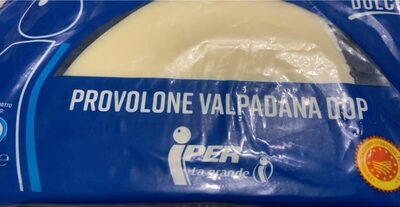 DOLCE
PROVOLONE VALPADANA DOP
iPER
La grande i